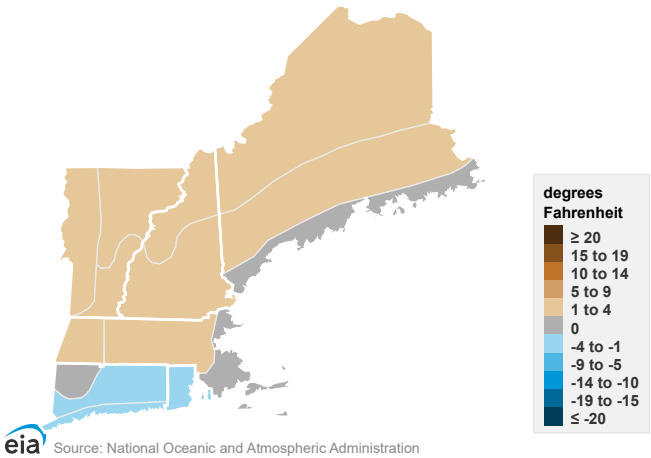 degrees
Fahrenheit
≥ 20
15 to 19
10 to 14
5 to 9
1 to 4
0
-4 to -1
-9 to -5
-14 to -10
-19 to -15
≤ -20
eia
Source: National Oceanic and Atmospheric Administration